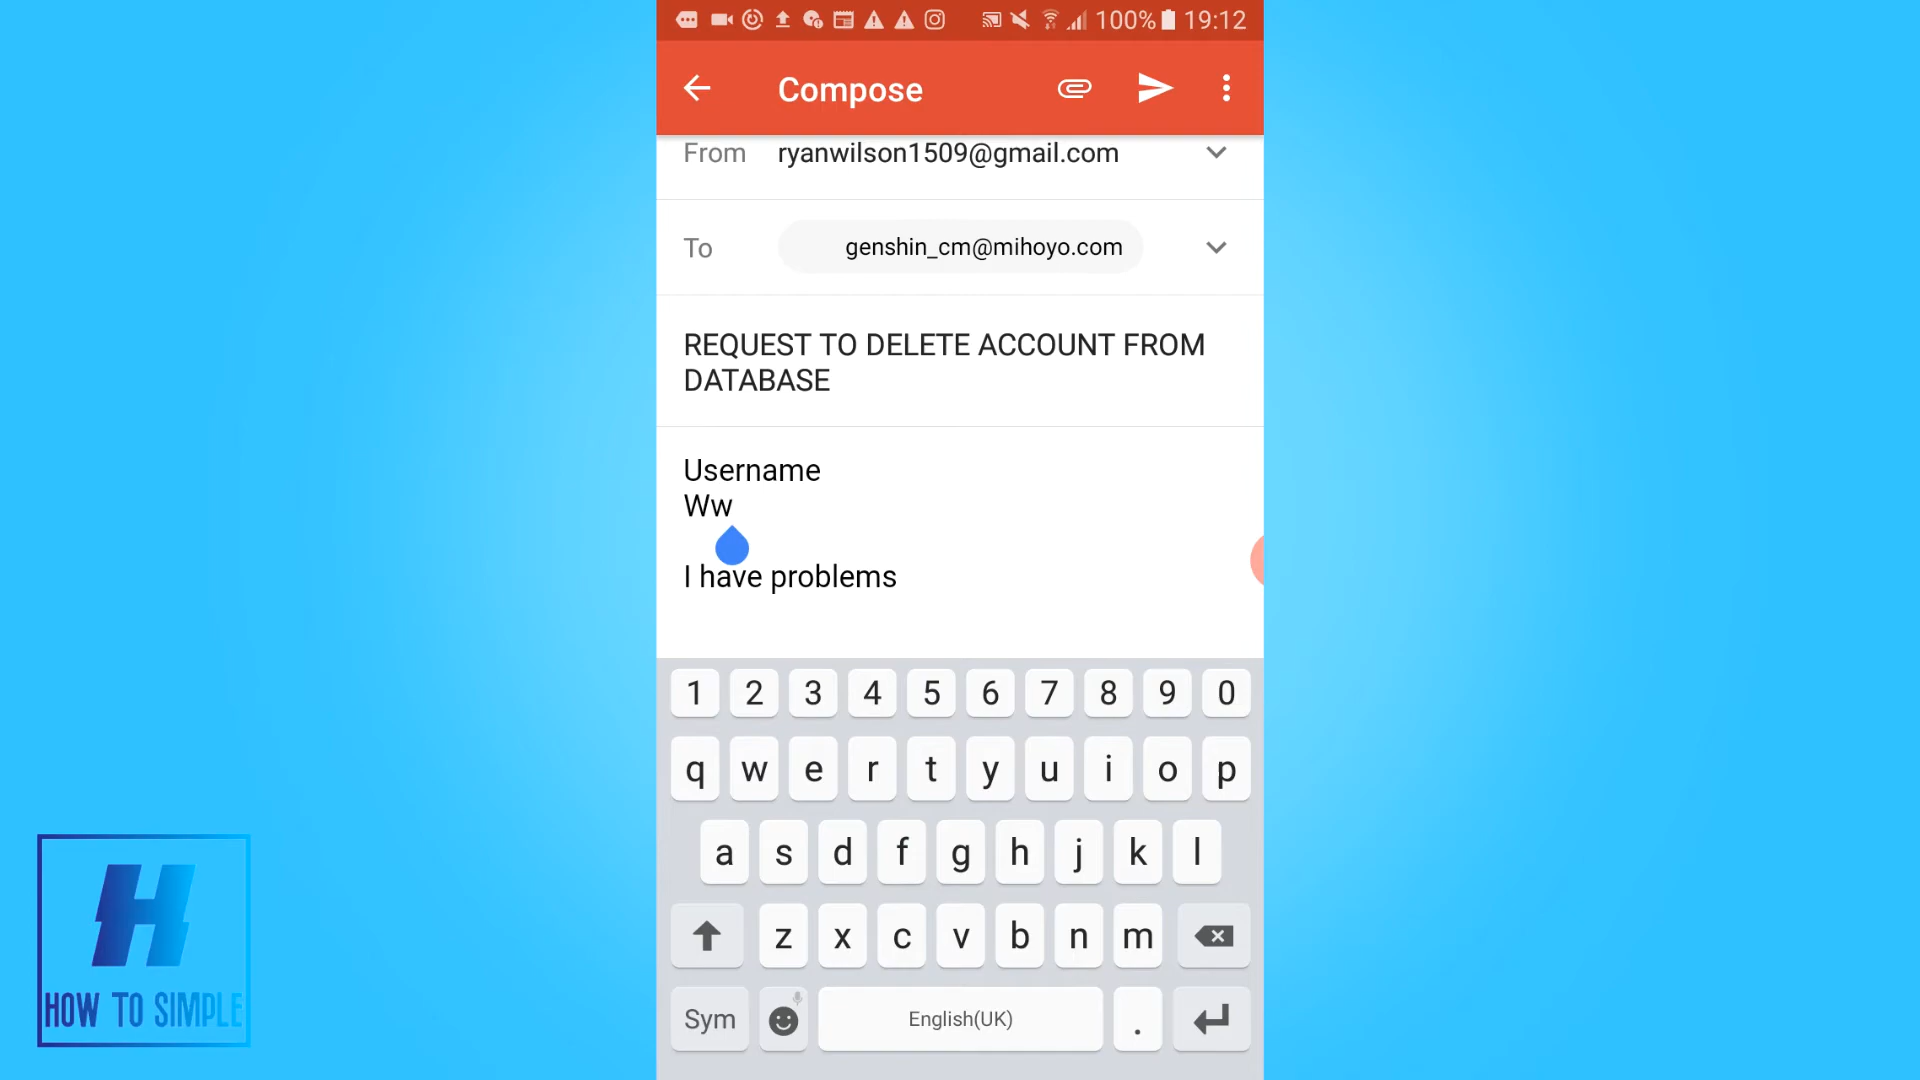 100% 19:12
Compose
From ryanwilson1509@gmail.com
To genshin_cm@mihoyo.com
REQUEST TO DELETE ACCOUNT FROM
DATABASE
Username
Ww
I have problems
1 2 3 4 5 6 7 8 9 0
q w e r t y u i o p
a s d f g h j k l
z x c v b n m
Sym English(UK) .
H
HOW TO SIMPLE